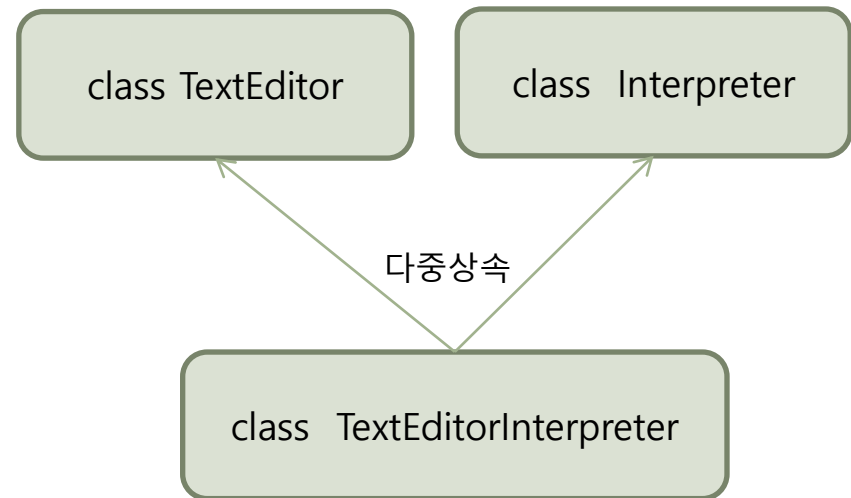 class TextEditor
class Interpreter
다중상속
class TextEditorInterpreter